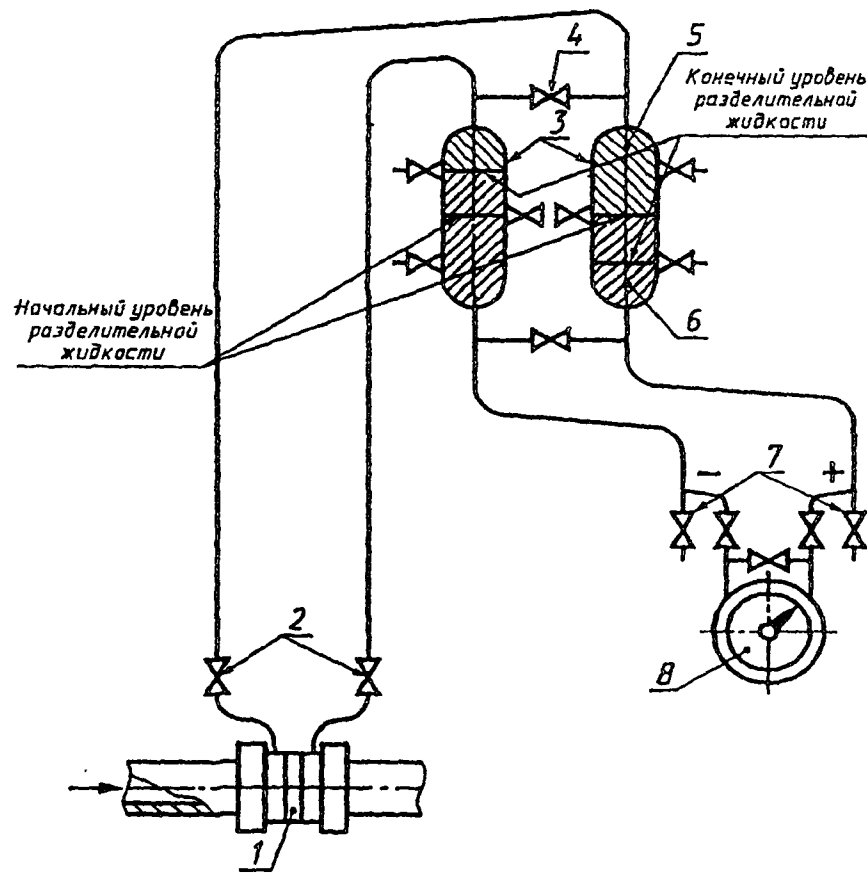 4
5
Конечный уровень
разделительной
жидкости
3
Начальный уровень
разделительной
жидкости
6
7
− +
2
8
1